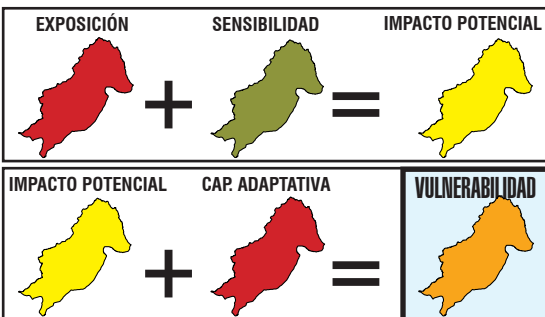 EXPOSICIÓN SENSIBILIDAD IMPACTO POTENCIAL
+ =
IMPACTO POTENCIAL CAP. ADAPTATIVA VULNERABILIDAD
+ =